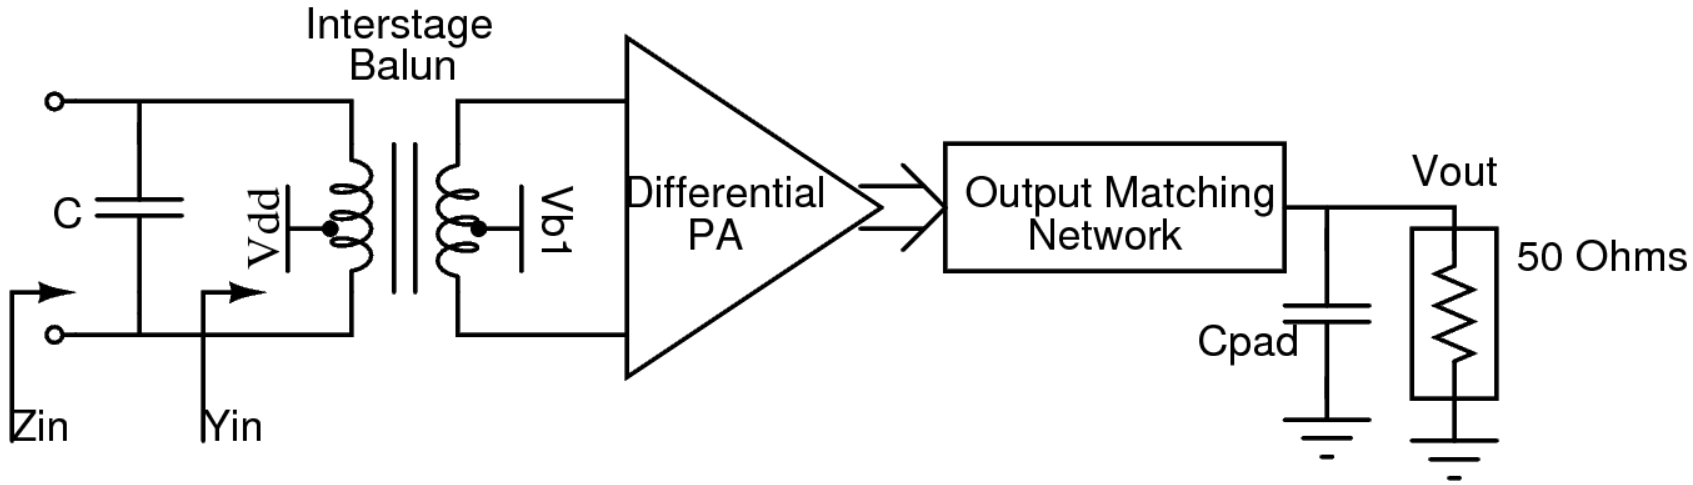 Interstage
Balun
C
Vdd
Vb1
Differential
PA
Output Matching
Network
Vout
50 Ohms
Cpad
Zin
Yin